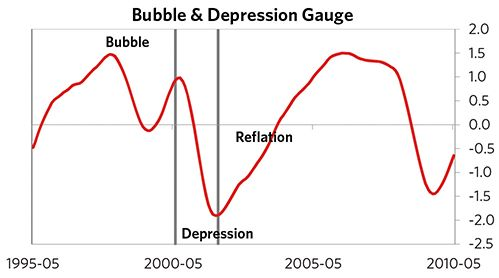 Bubble & Depression Gauge
Bubble
Reflation
Depression
2.0
1.5
1.0
0.5
0.0
-0.5
-1.0
-1.5
-2.0
-2.5
1995-05 2000-05 2005-05 2010-05